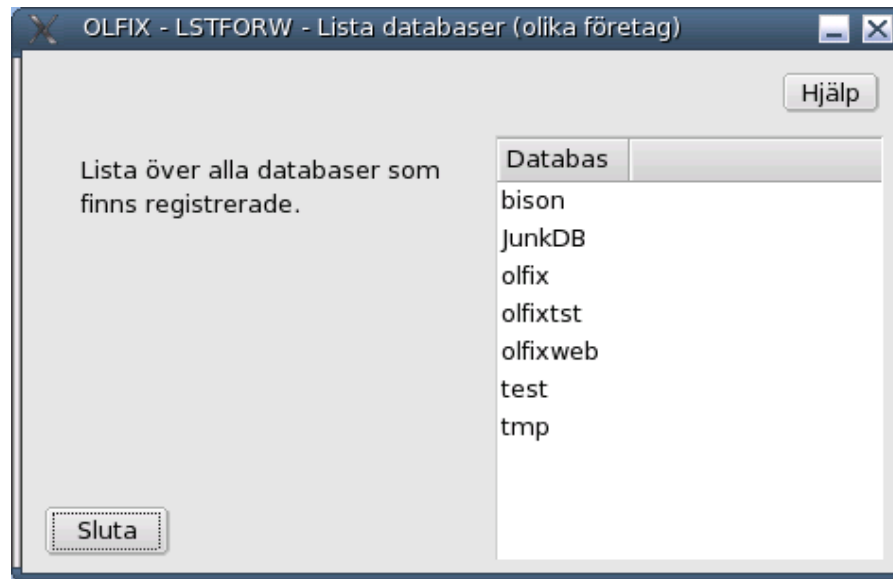 OLFIX - LSTFORW - Lista databaser (olika företag)
Hjälp
Lista över alla databaser som
finns registrerade.
Databas
bison
JunkDB
olfix
olfixtst
olfixweb
test
tmp
Sluta